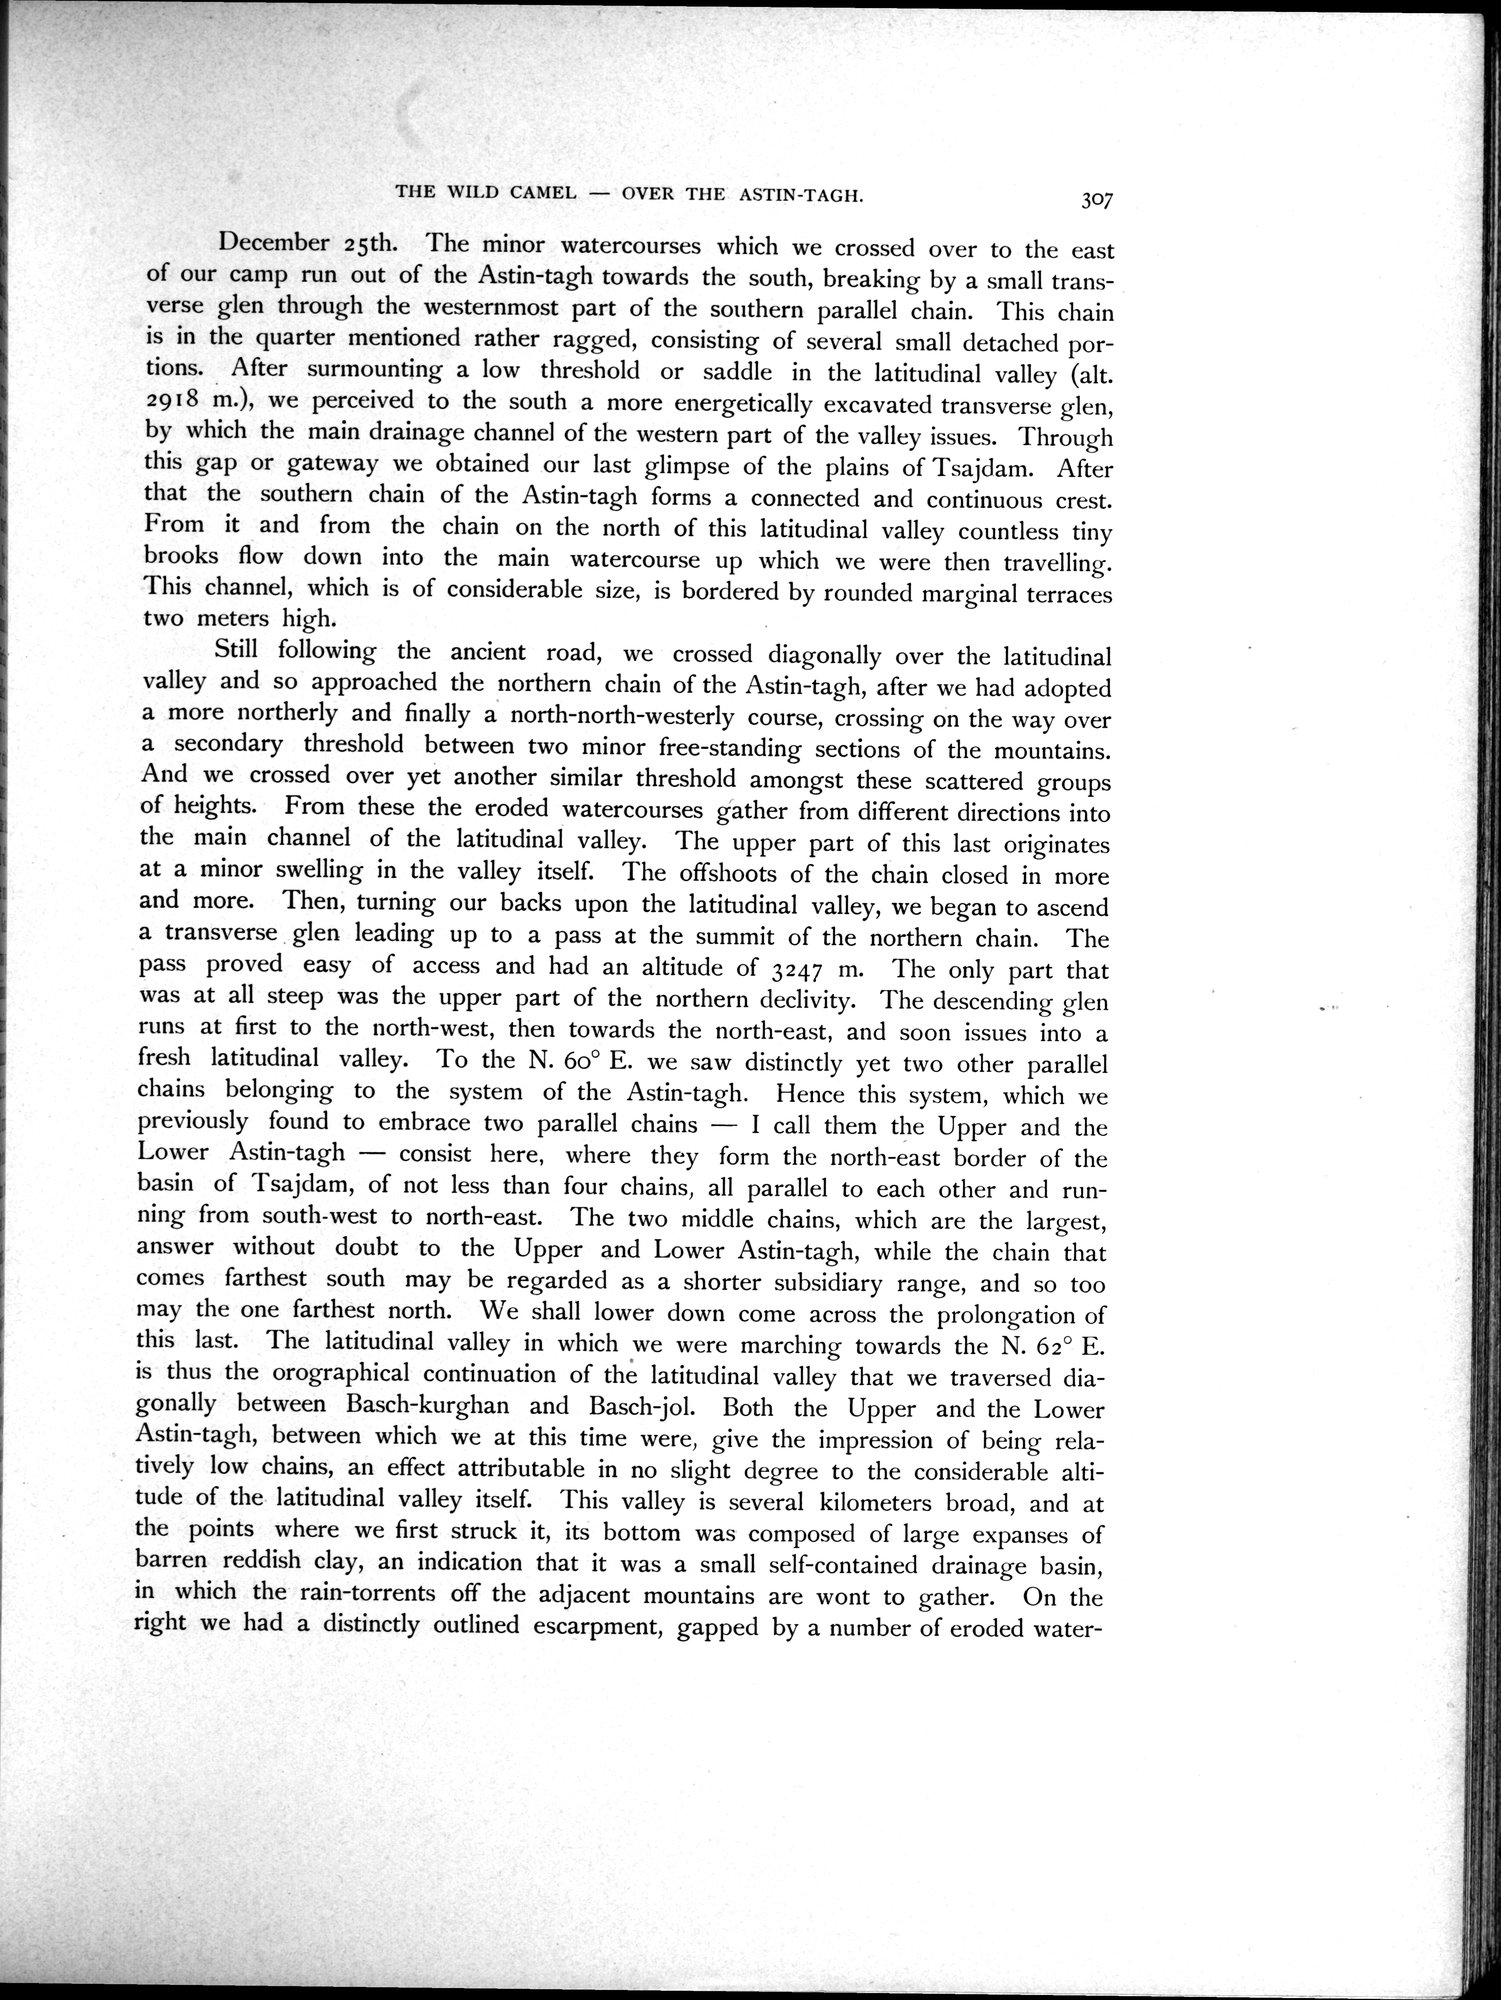 THE WILD CAMEL — OVER THE ASTIN-TAGH.
307
December 25th. The minor watercourses which we crossed over to the east
of our camp run out of the Astin-tagh towards the south, breaking by a small trans-
verse glen through the westernmost part of the southern parallel chain. This chain
is in the quarter mentioned rather ragged, consisting of several small detached por-
tions. After surmounting a low threshold or saddle in the latitudinal valley (alt.
2918 m.), we perceived to the south a more energetically excavated transverse glen,
by which the main drainage channel of the western part of the valley issues. Through
this gap or gateway we obtained our last glimpse of the plains of Tsajdam. After
that the southern chain of the Astin-tagh forms a connected and continuous crest.
From it and from the chain on the north of this latitudinal valley countless tiny
brooks flow down into the main watercourse up which we were then travelling.
This channel, which is of considerable size, is bordered by rounded marginal terraces
two meters high.
Still following the ancient road, we crossed diagonally over the latitudinal
valley and so approached the northern chain of the Astin-tagh, after we had adopted
a more northerly and finally a north-north-westerly course, crossing on the way over
a secondary threshold between two minor free-standing sections of the mountains.
And we crossed over yet another similar threshold amongst these scattered groups
of heights. From these the eroded watercourses gather from different directions into
the main channel of the latitudinal valley. The upper part of this last originates
at a minor swelling in the valley itself. The offshoots of the chain closed in more
and more. Then, turning our backs upon the latitudinal valley, we began to ascend
a transverse glen leading up to a pass at the summit of the northern chain. The
pass proved easy of access and had an altitude of 3247 m. The only part that
was at all steep was the upper part of the northern declivity. The descending glen
runs at first to the north-west, then towards the north-east, and soon issues into a
fresh latitudinal valley. To the N. 60° E. we saw distinctly yet two other parallel
chains belonging to the system of the Astin-tagh. Hence this system, which we
previously found to embrace two parallel chains — I call them the Upper and the
Lower Astin-tagh — consist here, where they form the north-east border of the
basin of Tsajdam, of not less than four chains, all parallel to each other and run-
ning from south-west to north-east. The two middle chains, which are the largest,
answer without doubt to the Upper and Lower Astin-tagh, while the chain that
comes farthest south may be regarded as a shorter subsidiary range, and so too
may the one farthest north. We shall lower down come across the prolongation of
this last. The latitudinal valley in which we were marching towards the N. 62° E.
is thus the orographical continuation of the latitudinal valley that we traversed dia-
gonally between Basch-kurghan and Basch-jol. Both the Upper and the Lower
Astin-tagh, between which we at this time were, give the impression of being rela-
tively low chains, an effect attributable in no slight degree to the considerable alti-
tude of the latitudinal valley itself. This valley is several kilometers broad, and at
the points where we first struck it, its bottom was composed of large expanses of
barren reddish clay, an indication that it was a small self-contained drainage basin,
in which the rain-torrents off the adjacent mountains are wont to gather. On the
right we had a distinctly outlined escarpment, gapped by a number of eroded water-